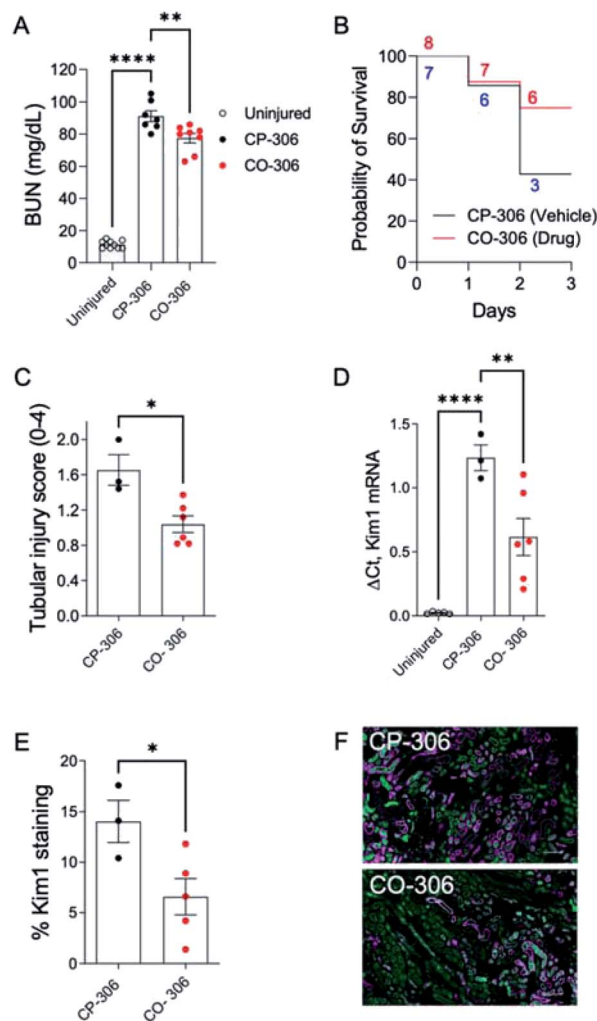 A
**
****
120
100
80
60
40
20
0
BUN (mg/dL)
Uninjured
CP-306
CO-306
Uninjured
CP-306
CO-306
B
Probability of Survival
100
80
60
40
20
0
8
7
7
6
6
3
CP-306 (Vehicle)
CO-306 (Drug)
0
1
2
3
Days
C
*
Tubular injury score (0-4)
2.0
1.6
1.2
0.8
0.4
0.0
CP-306
CO- 306
D
**
****
ΔCt, Kim1 mRNA
1.5
1.0
0.5
0.0
Uninjured
CP-306
CO- 306
E
*
% Kim1 staining
20
15
10
5
0
CP-306
CO- 306
F
CP-306
CO-306